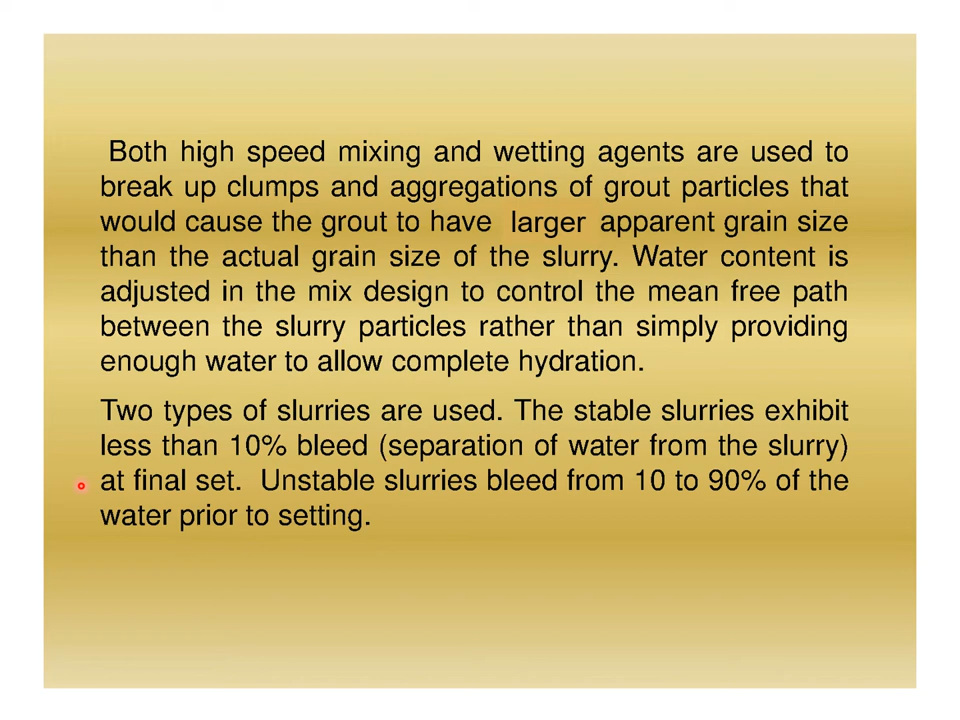 Both high speed mixing and wetting agents are used to
break up clumps and aggregations of grout particles that
would cause the grout to have larger apparent grain size
than the actual grain size of the slurry. Water content is
adjusted in the mix design to control the mean free path
between the slurry particles rather than simply providing
enough water to allow complete hydration.
Two types of slurries are used. The stable slurries exhibit
less than 10% bleed (separation of water from the slurry)
at final set. Unstable slurries bleed from 10 to 90% of the
water prior to setting.